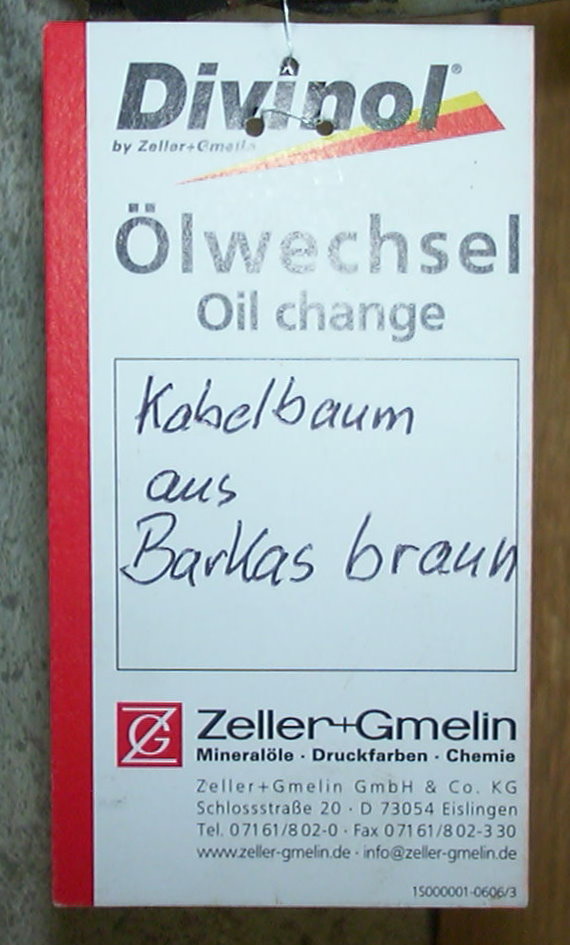 Divinol®
by Zeller+Gmelin
Ölwechsel
Oil change
Kabelbaum
aus
Barkas braun
ZG
Zeller+Gmelin
Mineralöle · Druckfarben · Chemie
Zeller+Gmelin GmbH & Co. KG
Schlossstraße 20 · D 73054 Eislingen
Tel. 07161/802-0 · Fax 07161/802-330
www.zeller-gmelin.de · info@zeller-gmelin.de
1S000001-0606/3